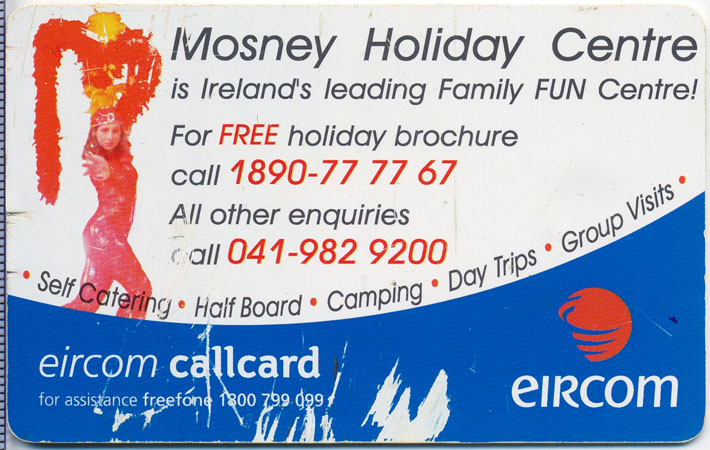 Mosney Holiday Centre
is Ireland's leading Family FUN Centre!
For FREE holiday brochure
call 1890-77 77 67
All other enquiries
call 041-982 9200
• Self Catering • Half Board • Camping • Day Trips • Group Visits •
eircom callcard
for assistance freefone 1800 799 099
eircom